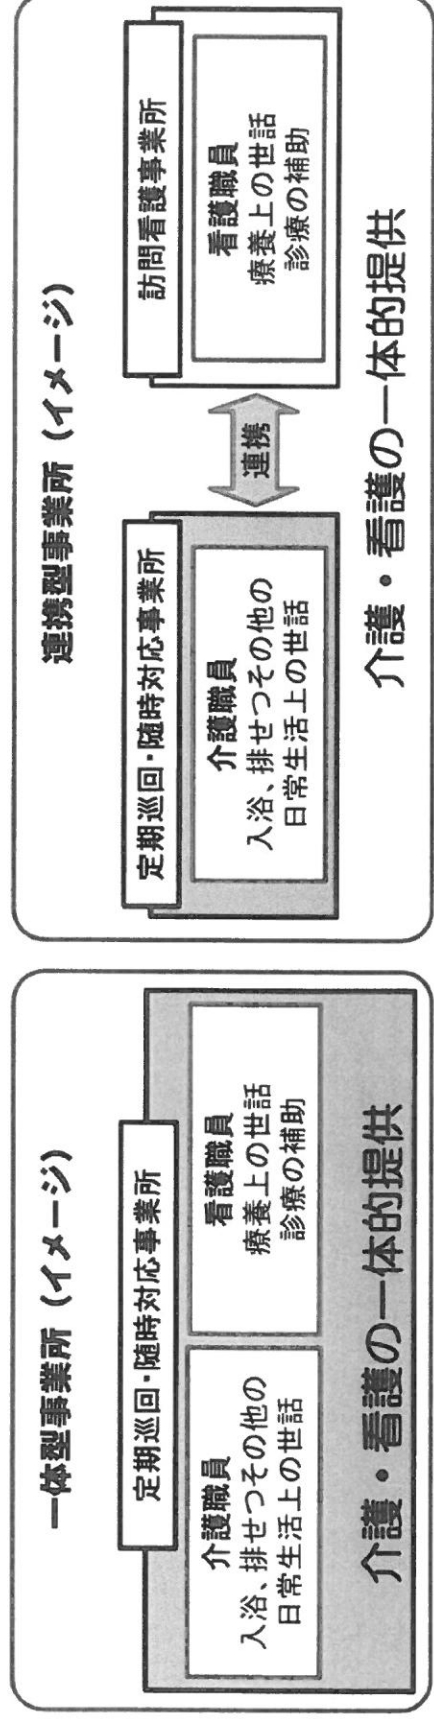 一体型事業所（イメージ）
定期巡回・随時対応事業所
介護職員
入浴、排せつその他の
日常生活上の世話
看護職員
療養上の世話
診療の補助
介護・看護の一体的提供
連携型事業所（イメージ）
定期巡回・随時対応事業所
介護職員
入浴、排せつその他の
日常生活上の世話
連携
訪問看護事業所
看護職員
療養上の世話
診療の補助
介護・看護の一体的提供